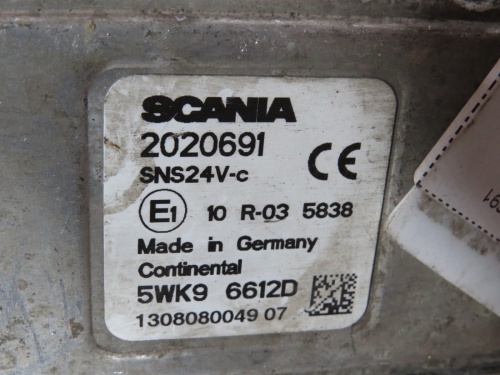 SCANIA
2020691
SNS24V-c
CE
E1 10 R-03 5838
Made in Germany
Continental
5WK9 6612D
1308080049 07